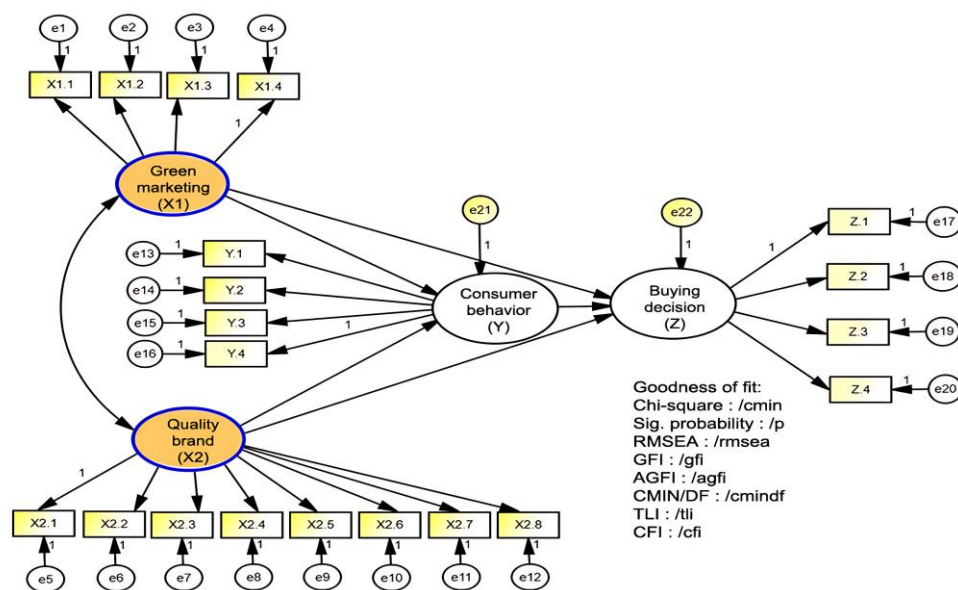 e1 e2 e3 e4
1 1 1 1
X1.1 X1.2 X1.3 X1.4
1
Green
marketing
(X1)
e21
1
e22
1
e13 1 Y.1
e14 1 Y.2
e15 1 Y.3
e16 1 Y.4
1
Consumer
behavior
(Y)
Buying
decision
(Z)
1
Z.1 1 e17
Z.2 1 e18
Z.3 1 e19
Z.4 1 e20
Goodness of fit:
Chi-square : /cmin
Sig. probability : /p
RMSEA : /rmsea
GFI : /gfi
AGFI : /agfi
CMIN/DF : /cmindf
TLI : /tli
CFI : /cfi
Quality
brand
(X2)
1
X2.1 X2.2 X2.3 X2.4 X2.5 X2.6 X2.7 X2.8
1 1 1 1 1 1 1 1
e5 e6 e7 e8 e9 e10 e11 e12